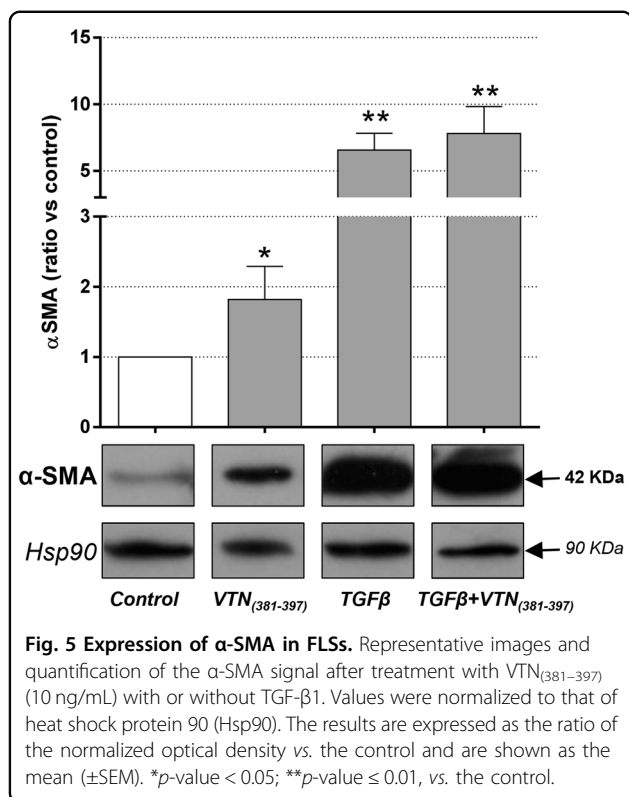 15
10
5
3
2
1
0
αSMA (ratio vs control)
*
**
**
α-SMA
42 KDa
Hsp90
90 KDa
Control VTN(381-397) TGFβ TGFβ+VTN(381-397)
Fig. 5 Expression of α-SMA in FLSs. Representative images and
quantification of the α-SMA signal after treatment with VTN(381–397)
(10 ng/mL) with or without TGF-β1. Values were normalized to that of
heat shock protein 90 (Hsp90). The results are expressed as the ratio of
the normalized optical density vs. the control and are shown as the
mean (±SEM). *p-value < 0.05; **p-value ≤ 0.01, vs. the control.